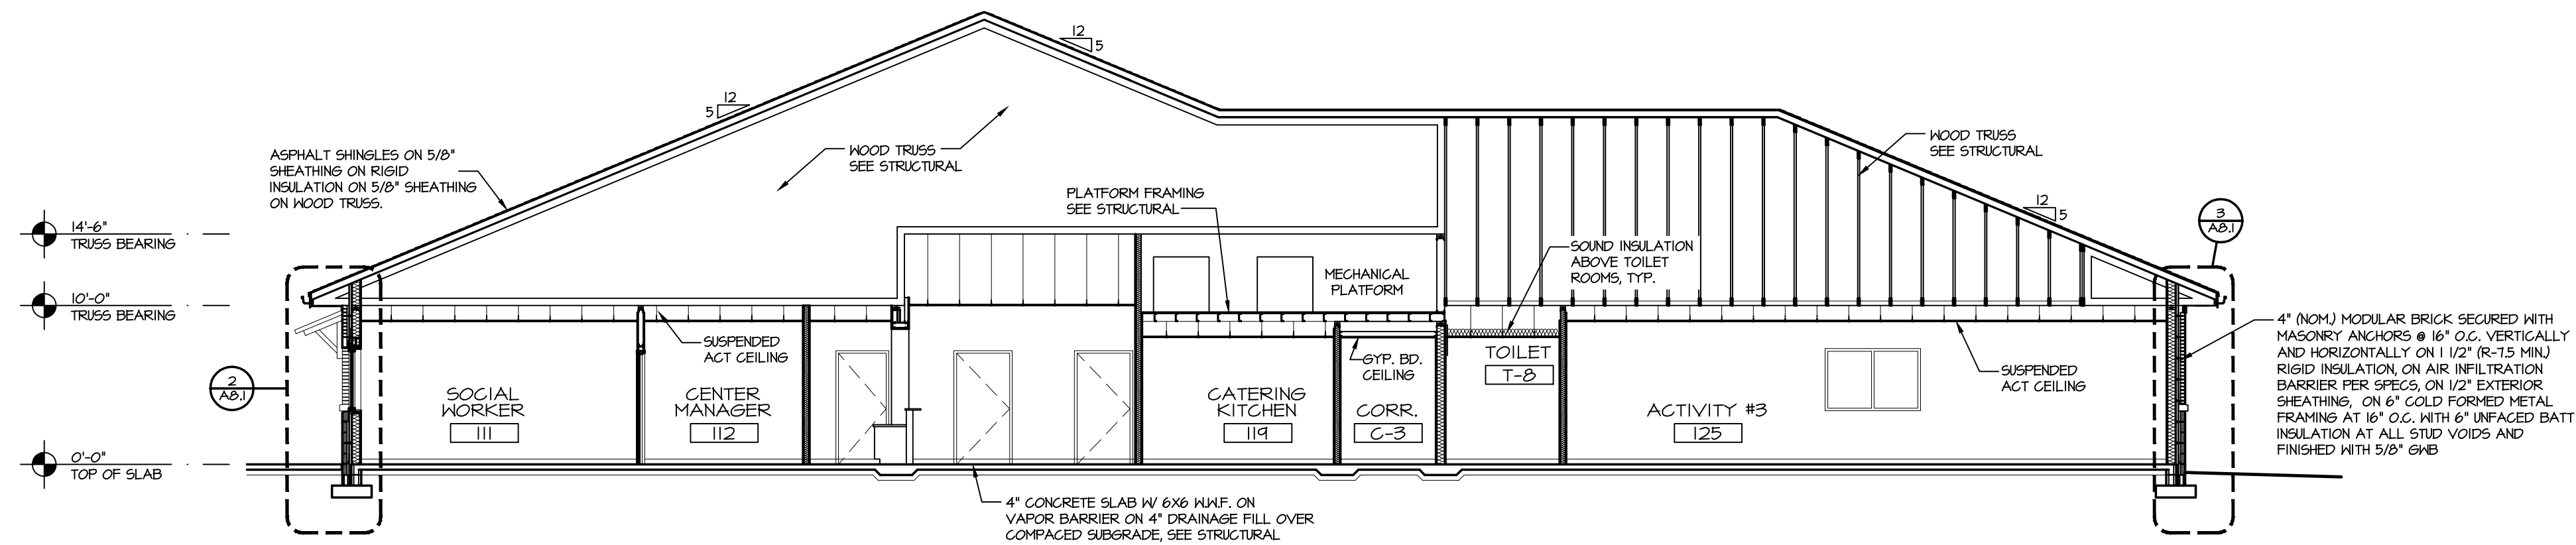 12
5
12
5
ASPHALT SHINGLES ON 5/8"
SHEATHING ON RIGID
INSULATION ON 5/8" SHEATHING
ON WOOD TRUSS.
WOOD TRUSS
SEE STRUCTURAL
WOOD TRUSS
SEE STRUCTURAL
PLATFORM FRAMING
SEE STRUCTURAL
12
5
3
A8.1
14'-6"
TRUSS BEARING
SOUND INSULATION
ABOVE TOILET
ROOMS, TYP.
MECHANICAL
PLATFORM
10'-0"
TRUSS BEARING
SUSPENDED
ACT CEILING
GYP. BD.
CEILING
TOILET
T-8
SUSPENDED
ACT CEILING
4" (NOM.) MODULAR BRICK SECURED WITH
MASONRY ANCHORS @ 16" O.C. VERTICALLY
AND HORIZONTALLY ON 1 1/2" (R-7.5 MIN.)
RIGID INSULATION, ON AIR INFILTRATION
BARRIER PER SPECS, ON 1/2" EXTERIOR
SHEATHING, ON 6" COLD FORMED METAL
FRAMING AT 16" O.C. WITH 6" UNFACED BATT
INSULATION AT ALL STUD VOIDS AND
FINISHED WITH 5/8" GWB
2
A8.1
SOCIAL
WORKER
111
CENTER
MANAGER
112
CATERING
KITCHEN
119
CORR.
C-3
ACTIVITY #3
125
0'-0"
TOP OF SLAB
4" CONCRETE SLAB W/ 6X6 W.W.F. ON
VAPOR BARRIER ON 4" DRAINAGE FILL OVER
COMPACED SUBGRADE, SEE STRUCTURAL